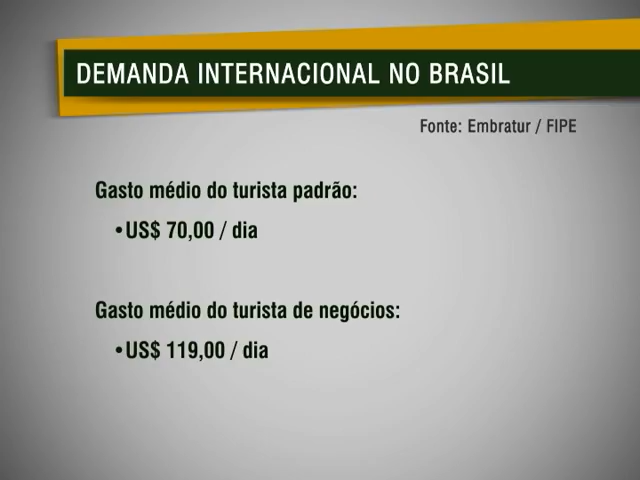 DEMANDA INTERNACIONAL NO BRASIL
Fonte: Embratur / FIPE
Gasto médio do turista padrão:
•US$ 70,00 / dia
Gasto médio do turista de negócios:
•US$ 119,00 / dia